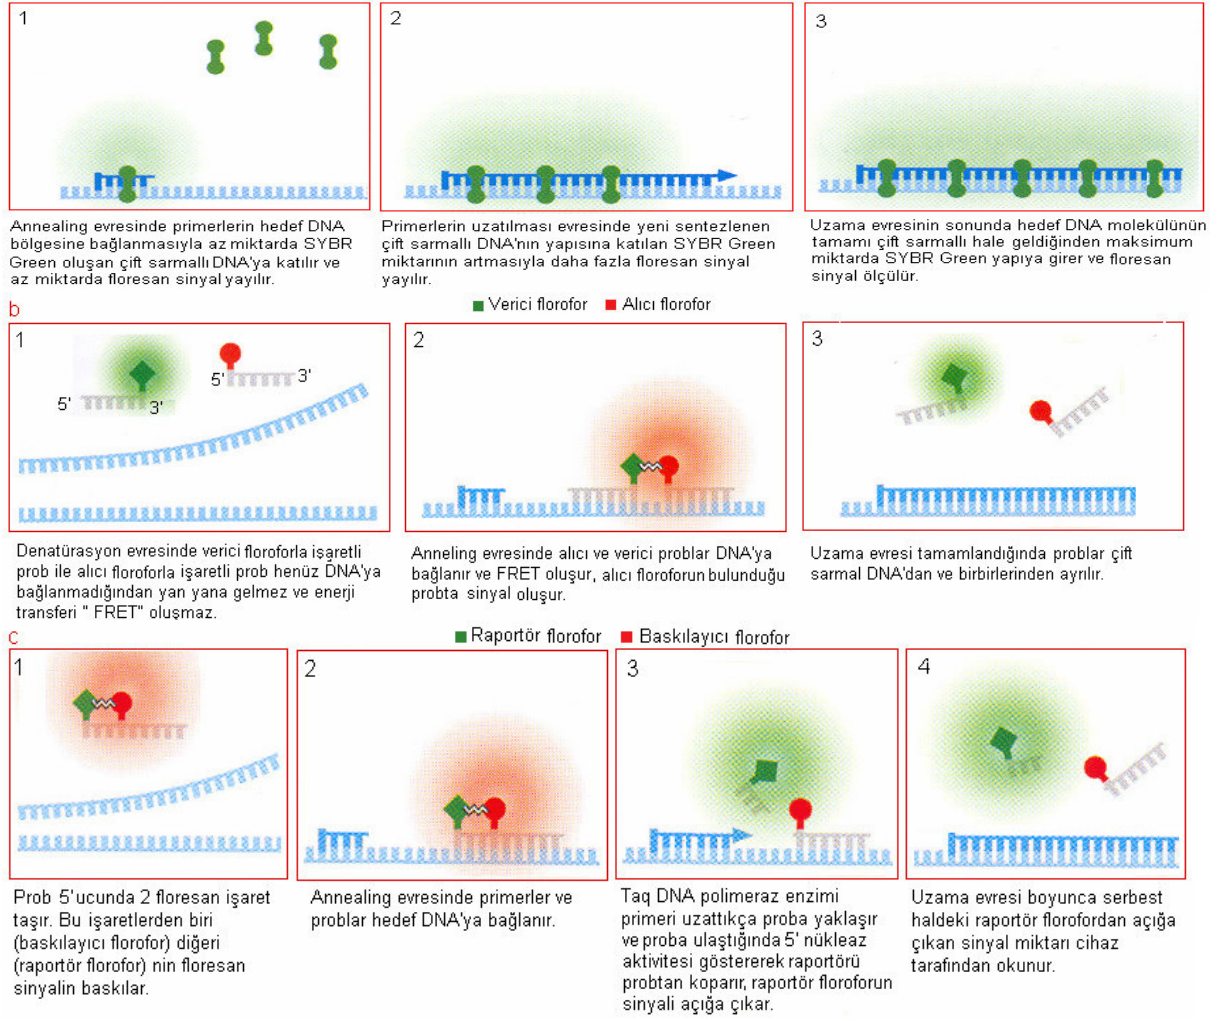 1
2
3
Annealing evresinde primerlerin hedef DNA
bölgesine bağlanmasıyla az miktarda SYBR
Green oluşan çift sarmallı DNA'ya katılır ve
az miktarda floresan sinyal yayılır.
Primerlerin uzatılması evresinde yeni sentezlenen
çift sarmallı DNA'nın yapısına katılan SYBR Green
miktarının artmasıyla daha fazla floresan sinyal
yayılır.
Uzama evresinin sonunda hedef DNA molekülünün
tamamı çift sarmallı hale geldiğinden maksimum
miktarda SYBR Green yapıya girer ve floresan
sinyal ölçülür.
b
Verici florofor
Alıcı florofor
1
5'
3'
5'
3'
2
3
Denatürasyon evresinde verici floroforla işaretli
prob ile alıcı floroforla işaretli prob henüz DNA'ya
bağlanmadığından yan yana gelmez ve enerji
transferi " FRET" oluşmaz.
Anneling evresinde alıcı ve verici problar DNA'ya
bağlanır ve FRET oluşur, alıcı floroforun bulunduğu
probta sinyal oluşur.
Uzama evresi tamamlandığında problar çift
sarmal DNA'dan ve birbirlerinden ayrılır.
c
Raportör florofor
Baskılayıcı florofor
1
2
3
4
Prob 5'ucunda 2 floresan işaret
taşır. Bu işaretlerden biri
(baskılayıcı florofor) diğeri
(raportör florofor) nin floresan
sinyalin baskılar.
Annealing evresinde primerler ve
problar hedef DNA'ya bağlanır.
Taq DNA polimeraz enzimi
primeri uzattıkça proba yaklaşır
ve proba ulaştığında 5' nükleaz
aktivitesi göstererek raportörü
probtan koparır, raportör floroforun
sinyali açığa çıkar.
Uzama evresi boyunca serbest
haldeki raportör florofordan açığa
çıkan sinyal miktarı cihaz
tarafından okunur.